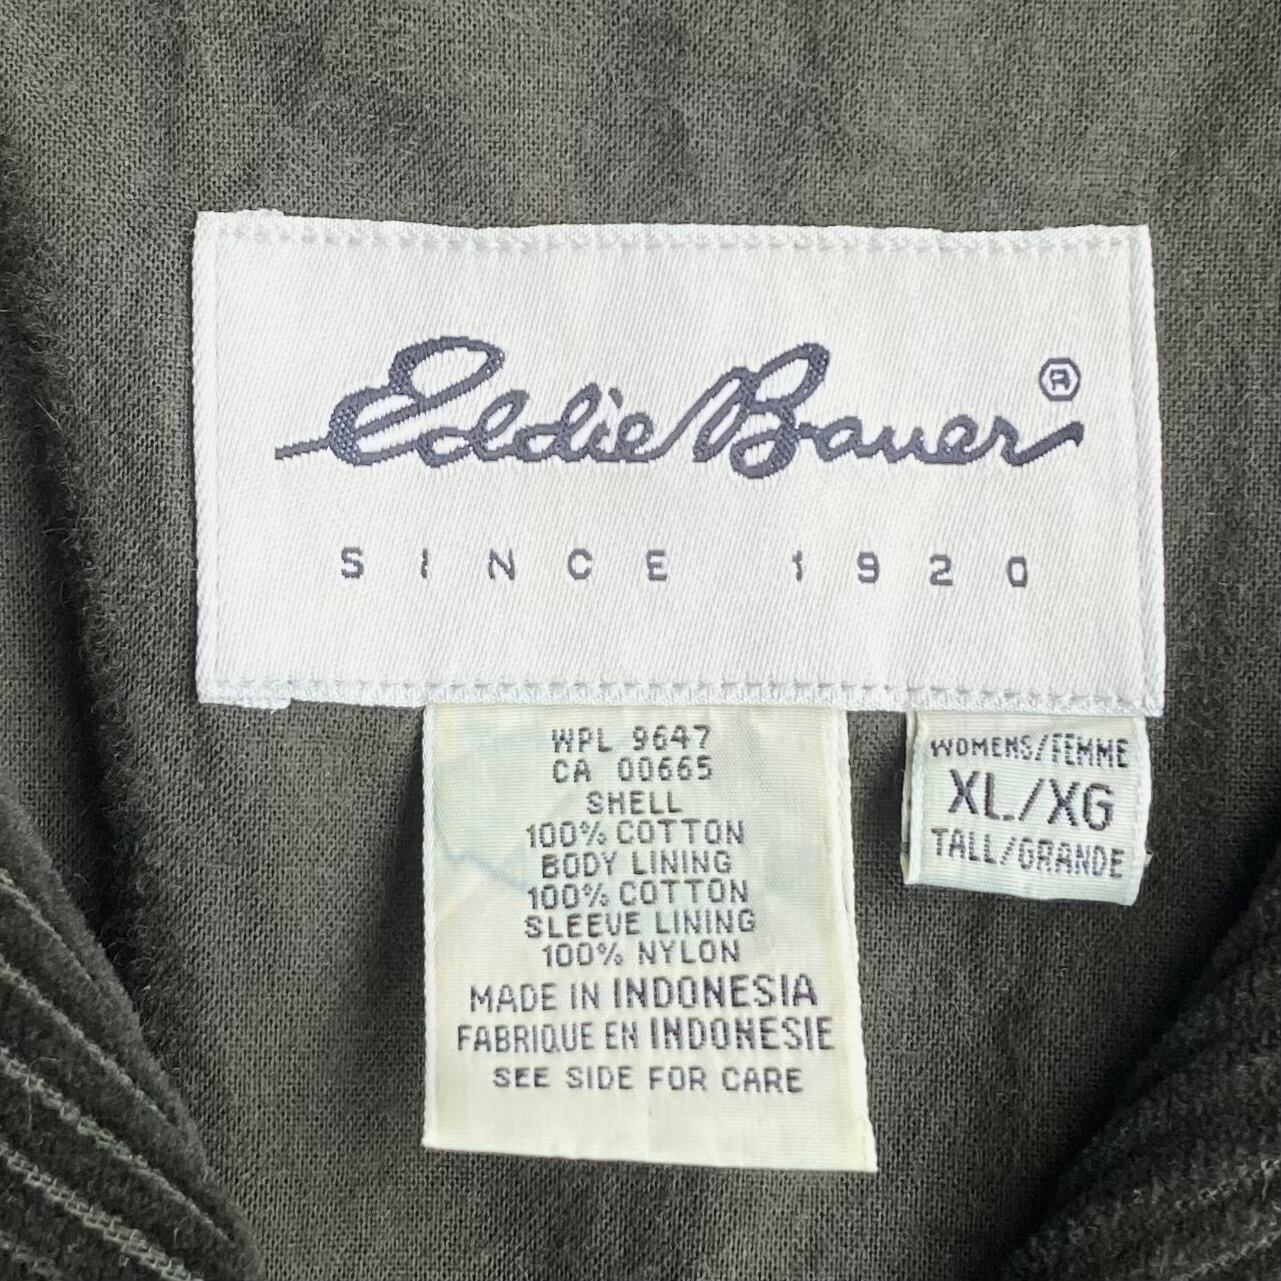 Eddie Bauer ®
SINCE 1920
WPL 9647
CA 00665
SHELL
100% COTTON
BODY LINING
100% COTTON
SLEEVE LINING
100% NYLON
MADE IN INDONESIA
FABRIQUE EN INDONESIE
SEE SIDE FOR CARE
WOMENS/FEMME
XL/XG
TALL/GRANDE